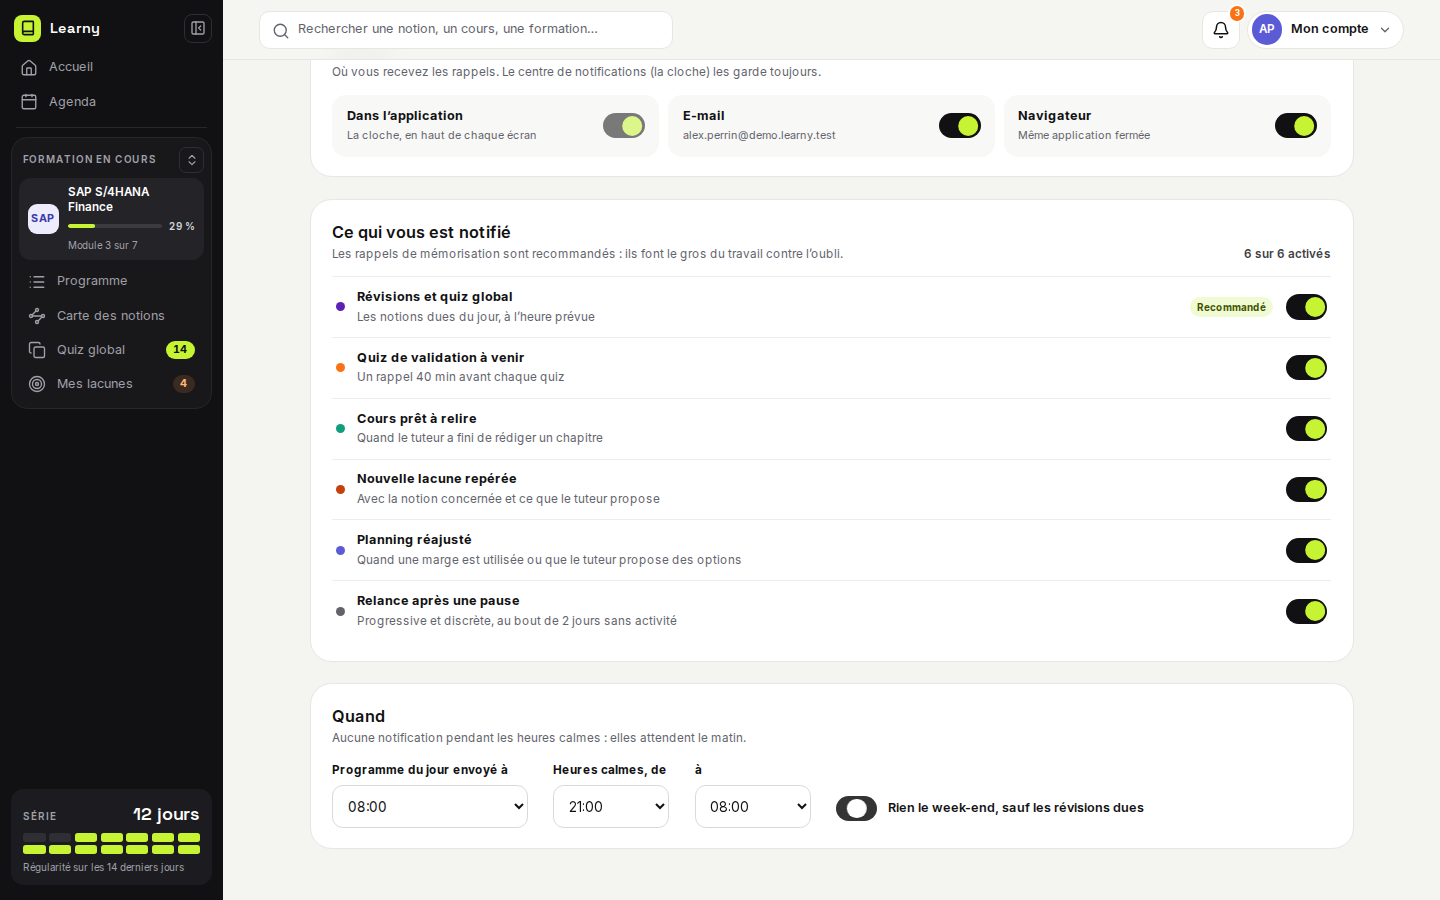 Learny
Accueil
Agenda
FORMATION EN COURS
SAP
SAP S/4HANA
Finance
29 %
Module 3 sur 7
Programme
Carte des notions
Quiz global
14
Mes lacunes
4
SÉRIE
12 jours
Régularité sur les 14 derniers jours
Rechercher une notion, un cours, une formation...
3
AP
Mon compte
Où vous recevez les rappels. Le centre de notifications (la cloche) les garde toujours.
Dans l’application
La cloche, en haut de chaque écran
E-mail
alex.perrin@demo.learny.test
Navigateur
Même application fermée
Ce qui vous est notifié
Les rappels de mémorisation sont recommandés : ils font le gros du travail contre l’oubli.
6 sur 6 activés
Révisions et quiz global
Les notions dues du jour, à l’heure prévue
Recommandé
Quiz de validation à venir
Un rappel 40 min avant chaque quiz
Cours prêt à relire
Quand le tuteur a fini de rédiger un chapitre
Nouvelle lacune repérée
Avec la notion concernée et ce que le tuteur propose
Planning réajusté
Quand une marge est utilisée ou que le tuteur propose des options
Relance après une pause
Progressive et discrète, au bout de 2 jours sans activité
Quand
Aucune notification pendant les heures calmes : elles attendent le matin.
Programme du jour envoyé à
Heures calmes, de
à
08:00
21:00
08:00
Rien le week-end, sauf les révisions dues